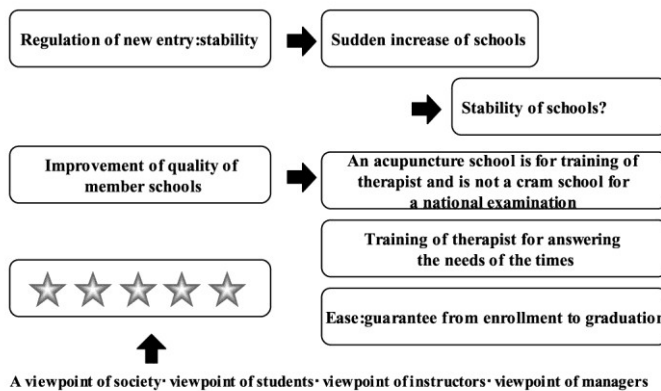 Regulation of new entry:stability
Sudden increase of schools
Stability of schools?
Improvement of quality of
member schools
An acupuncture school is for training of
therapist and is not a cram school for
a national examination
Training of therapist for answering
the needs of the times
Ease:guarantee from enrollment to graduation
A viewpoint of society· viewpoint of students· viewpoint of instructors· viewpoint of managers